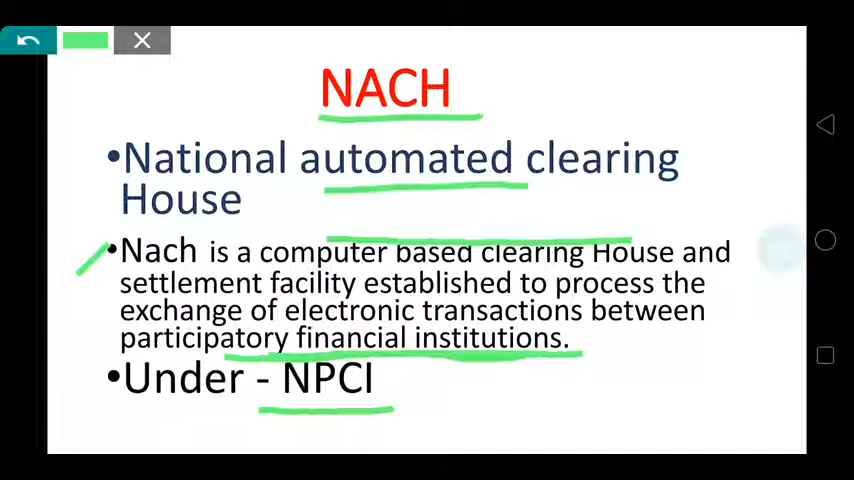 NACH
•National automated clearing
House
•Nach is a computer based clearing House and
settlement facility established to process the
exchange of electronic transactions between
participatory financial institutions.
•Under - NPCI